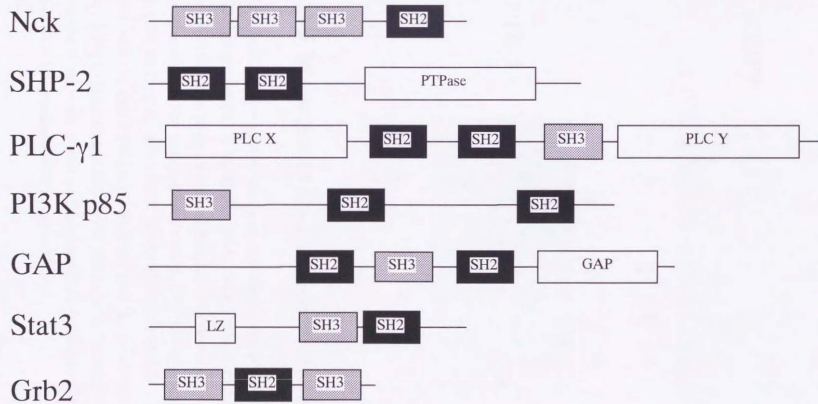 Nck SH3 SH3 SH3 SH2
SHP-2 SH2 SH2 PTPase
PLC-γ1 PLC X SH2 SH2 SH3 PLC Y
PI3K p85 SH3 SH2 SH2
GAP SH2 SH3 SH2 GAP
Stat3 LZ SH3 SH2
Grb2 SH3 SH2 SH3